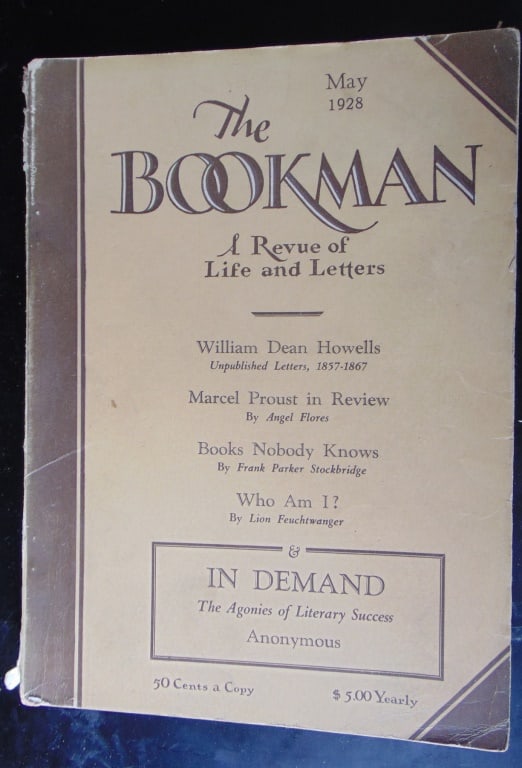 May
1928
The
BOOKMAN
A Revue of
Life and Letters
William Dean Howells
Unpublished Letters, 1857-1867
Marcel Proust in Review
By Angel Flores
Books Nobody Knows
By Frank Parker Stockbridge
Who Am I?
By Lion Feuchtwanger
&
IN DEMAND
The Agonies of Literary Success
Anonymous
50 Cents a Copy
$ 5.00 Yearly